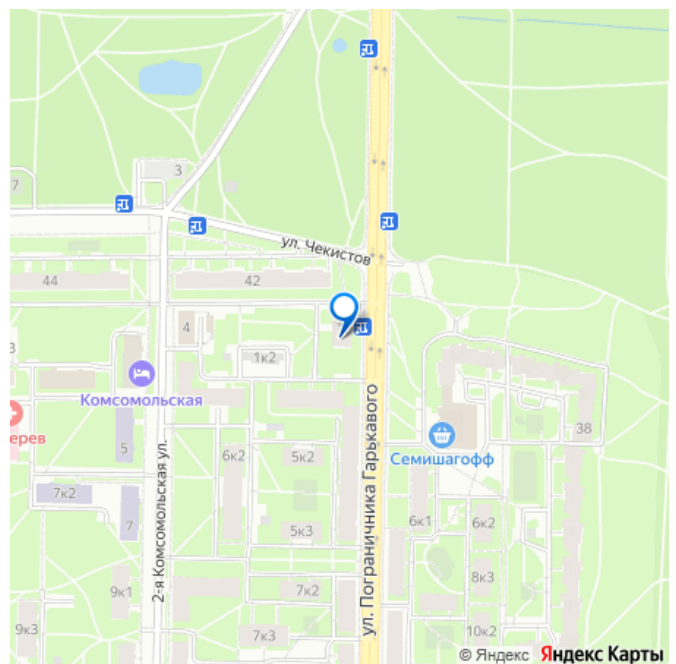 3
7
ул. Чекистов
44
42
4
3
1к2
Комсомольская
ерев
5
6к2
5к2
Семишагофф
38
7к2
7
2-я Комсомольская ул.
ул. Пограничника Гарькавого
5к3
6к1
6к2
9к1
7к2
8к3
9к3
7к3
10к2
© Яндекс Яндекс Карты